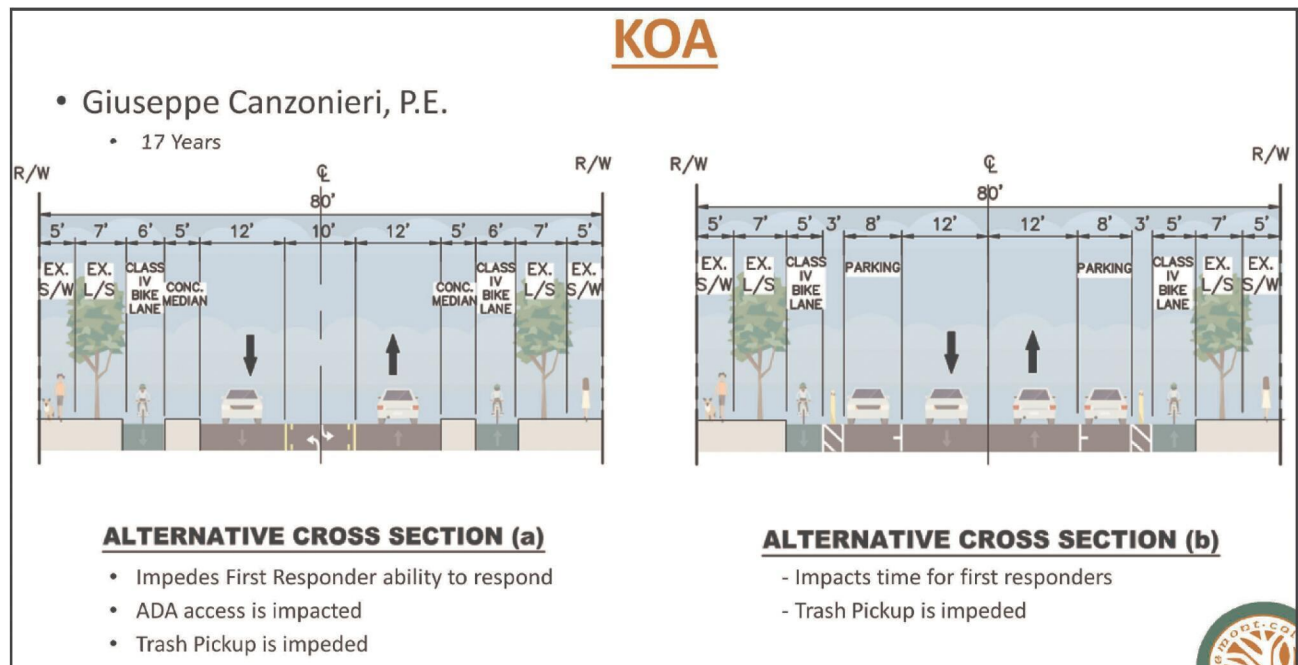 KOA
• Giuseppe Canzonieri, P.E.
• 17 Years
R/W
℄
R/W
80'
5' 7' 6' 5' 12' 10' 12' 5' 6' 7' 5'
EX. S/W
EX. L/S
CLASS IV BIKE LANE
CONC. MEDIAN
CONC. MEDIAN
CLASS IV BIKE LANE
EX. L/S
EX. S/W
ALTERNATIVE CROSS SECTION (a)
• Impedes First Responder ability to respond
• ADA access is impacted
• Trash Pickup is impeded
R/W
℄
R/W
80'
5' 7' 5' 3' 8' 12' 12' 8' 3' 5' 7' 5'
EX. S/W
EX. L/S
CLASS IV BIKE LANE
PARKING
PARKING
CLASS IV BIKE LANE
EX. L/S
EX. S/W
ALTERNATIVE CROSS SECTION (b)
- Impacts time for first responders
- Trash Pickup is impeded